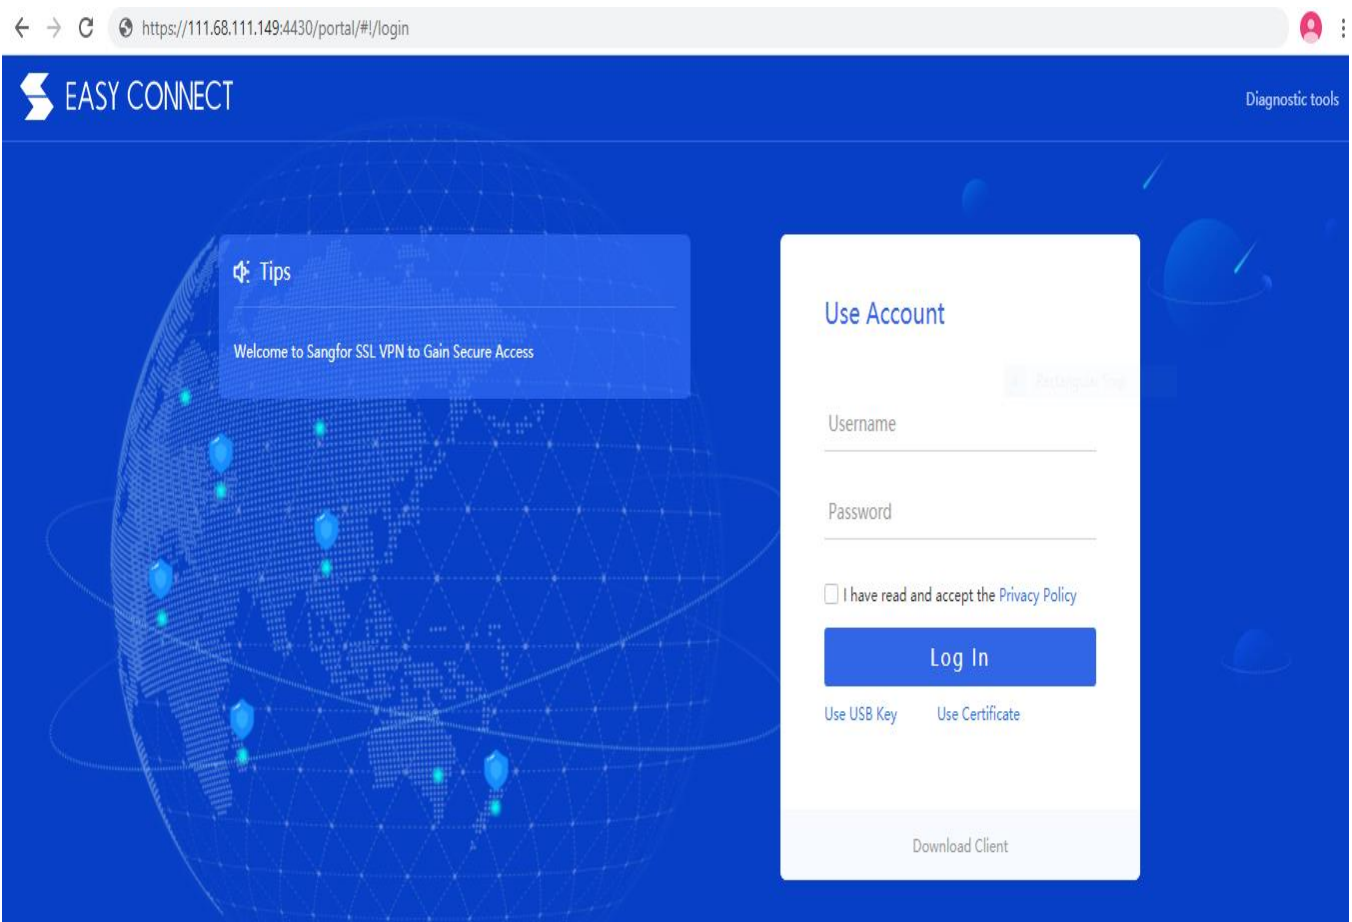 https://111.68.111.149:4430/portal/#!/login
EASY CONNECT
Diagnostic tools
Tips
Welcome to Sangfor SSL VPN to Gain Secure Access
Use Account
Username
Password
I have read and accept the Privacy Policy
Log In
Use USB Key Use Certificate
Download Client